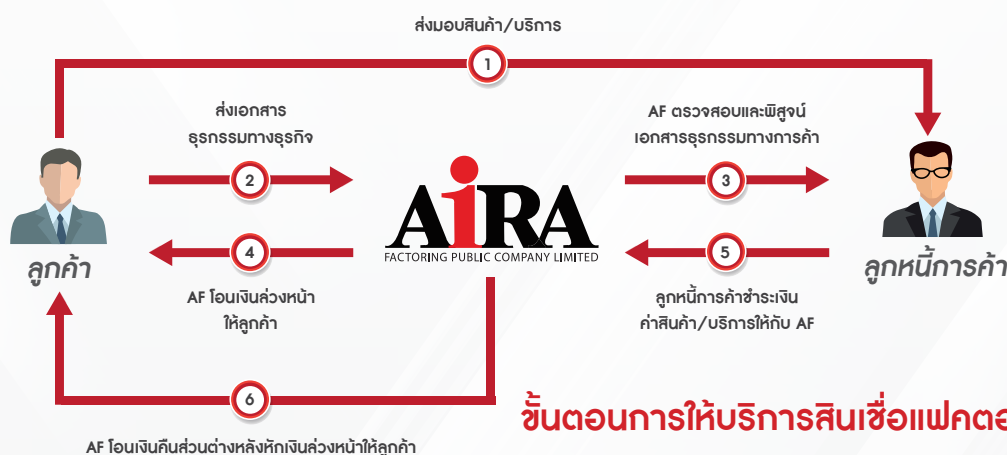 ส่งมอบสินค้า/บริการ
1
ส่งเอกสาร
ธุรกรรมทางธุรกิจ
2
AF ตรวจสอบและพิสูจน์
เอกสารธุรกรรมทางการค้า
3
AiRA
FACTORING PUBLIC COMPANY LIMITED
ลูกค้า
4
AF โอนเงินล่วงหน้า
ให้ลูกค้า
5
ลูกหนี้การค้าชำระเงิน
ค่าสินค้า/บริการให้กับ AF
ลูกหนี้การค้า
6
AF โอนเงินคืนส่วนต่างหลังหักเงินล่วงหน้าให้ลูกค้า
ขั้นตอนการให้บริการสินเชื่อแฟคตอ